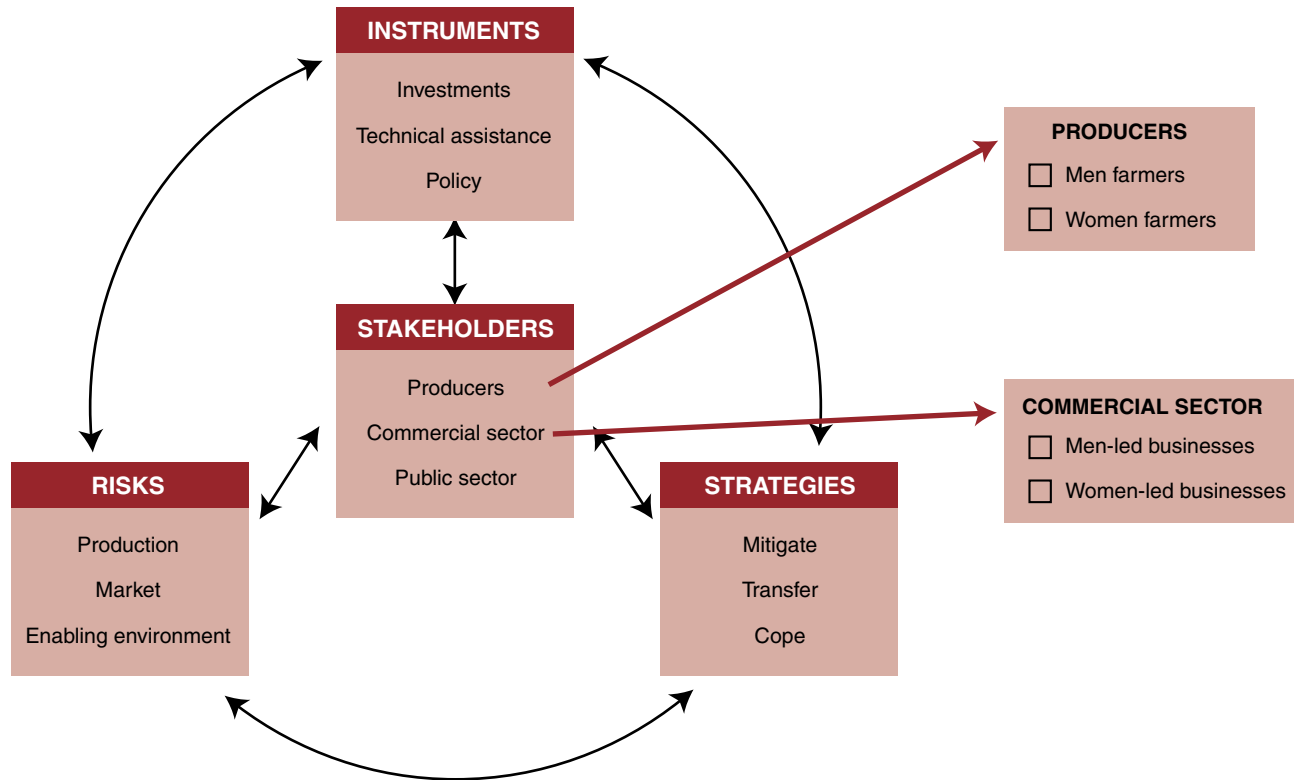 INSTRUMENTS
Investments
Technical assistance
Policy
STAKEHOLDERS
Producers
Commercial sector
Public sector
RISKS
Production
Market
Enabling environment
STRATEGIES
Mitigate
Transfer
Cope
PRODUCERS
Men farmers
Women farmers
COMMERCIAL SECTOR
Men-led businesses
Women-led businesses